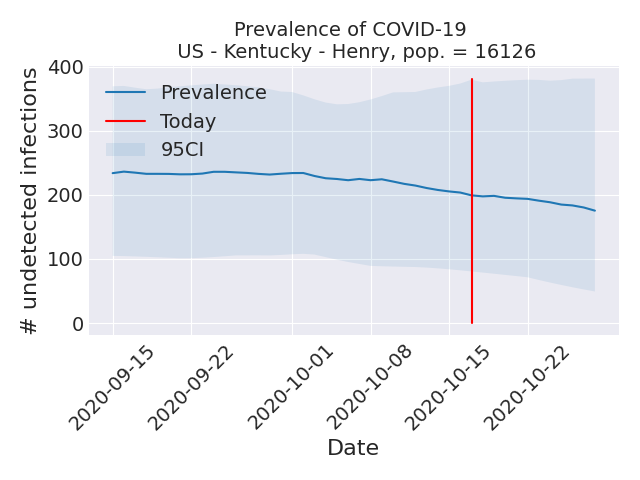 Prevalence of COVID-19
US - Kentucky - Henry, pop. = 16126
# undetected infections
400
300
200
100
0
Prevalence
Today
95CI
2020-09-15
2020-09-22
2020-10-01
2020-10-08
2020-10-15
2020-10-22
Date